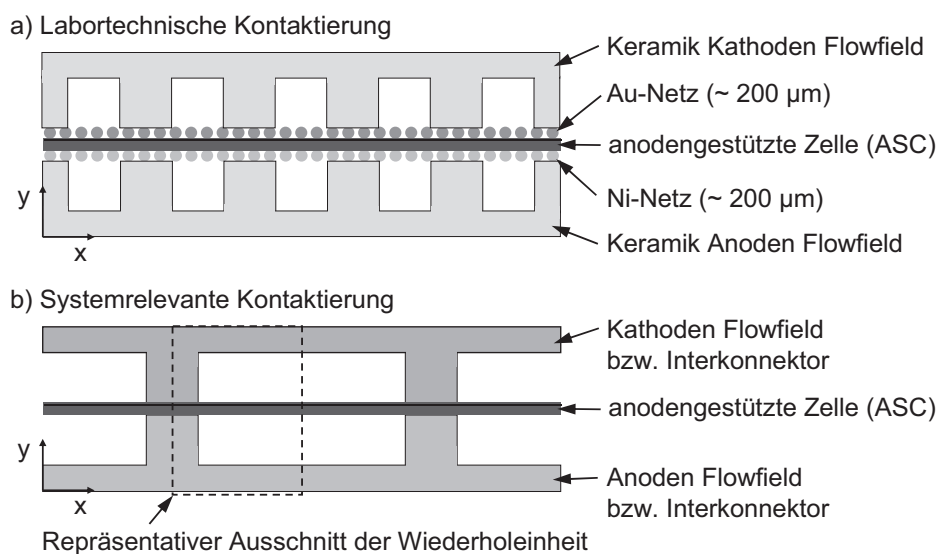 a) Labortechnische Kontaktierung
Keramik Kathoden Flowfield
Au-Netz (~ 200 µm)
anodengestützte Zelle (ASC)
Ni-Netz (~ 200 µm)
Keramik Anoden Flowfield
y
x
b) Systemrelevante Kontaktierung
Kathoden Flowfield
bzw. Interkonnektor
anodengestützte Zelle (ASC)
y
x
Anoden Flowfield
bzw. Interkonnektor
Repräsentativer Ausschnitt der Wiederholeinheit